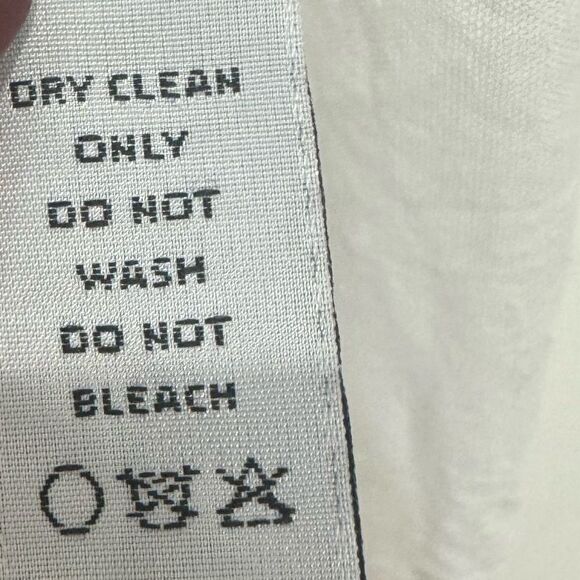 DRY CLEAN
ONLY
DO NOT
WASH
DO NOT
BLEACH